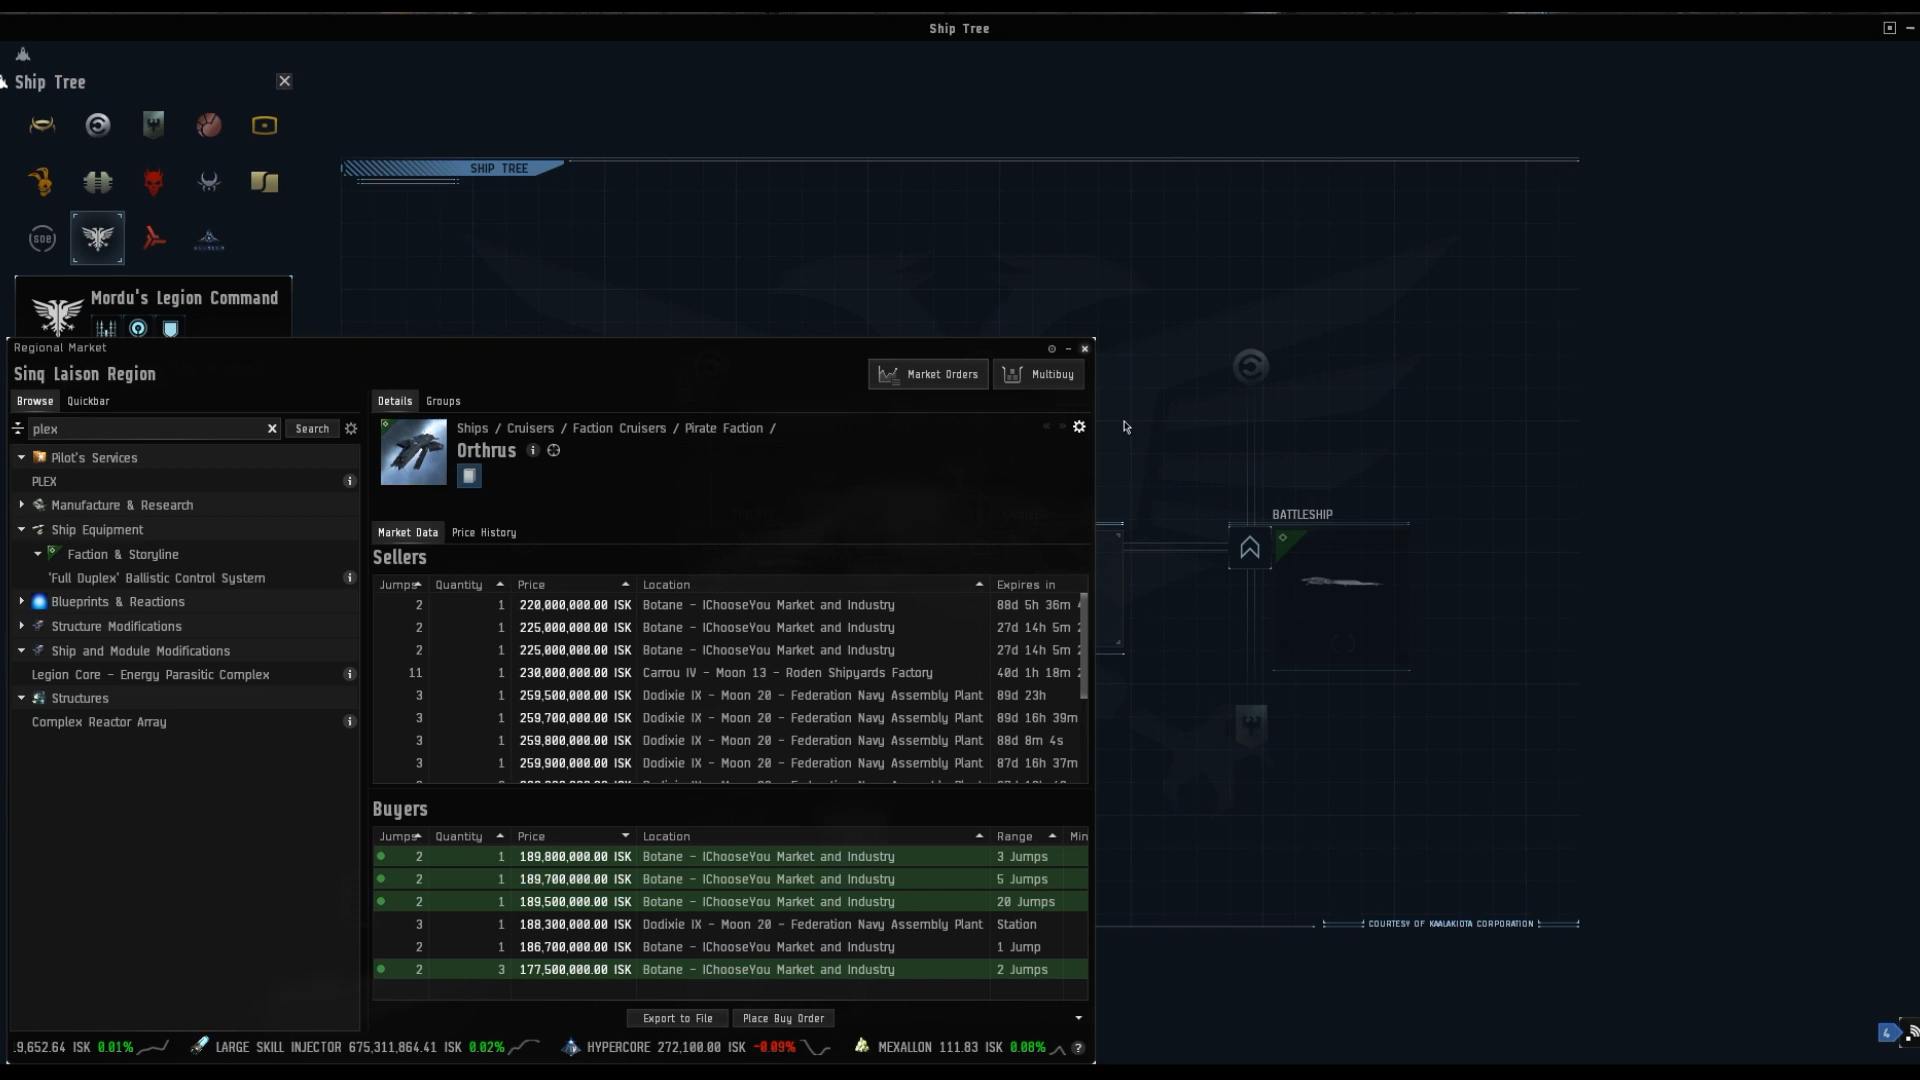 Ship Tree
Ship Tree
SHIP TREE
SOE
Mordu's Legion Command
Regional Market
Sinq Laison Region
Market Orders
Multibuy
Browse
Quickbar
Details
Groups
plex
Search
Ships / Cruisers / Faction Cruisers / Pirate Faction /
Orthrus
Pilot's Services
PLEX
Manufacture & Research
Ship Equipment
Faction & Storyline
'Full Duplex' Ballistic Control System
Blueprints & Reactions
Structure Modifications
Ship and Module Modifications
Legion Core - Energy Parasitic Complex
Structures
Complex Reactor Array
BATTLESHIP
Market Data
Price History
Sellers
Jumps Quantity Price Location Expires in
2 1 220,000,000.00 ISK Botane - IChooseYou Market and Industry 88d 5h 36m
2 1 225,000,000.00 ISK Botane - IChooseYou Market and Industry 27d 14h 5m
2 1 225,000,000.00 ISK Botane - IChooseYou Market and Industry 27d 14h 5m
11 1 230,000,000.00 ISK Carrou IV - Moon 13 - Roden Shipyards Factory 40d 1h 18m
3 1 259,500,000.00 ISK Dodixie IX - Moon 20 - Federation Navy Assembly Plant 89d 23h
3 1 259,700,000.00 ISK Dodixie IX - Moon 20 - Federation Navy Assembly Plant 89d 16h 39m
3 1 259,800,000.00 ISK Dodixie IX - Moon 20 - Federation Navy Assembly Plant 88d 8m 4s
3 1 259,900,000.00 ISK Dodixie IX - Moon 20 - Federation Navy Assembly Plant 87d 16h 37m
Buyers
Jumps Quantity Price Location Range Min
2 1 189,800,000.00 ISK Botane - IChooseYou Market and Industry 3 Jumps
2 1 189,700,000.00 ISK Botane - IChooseYou Market and Industry 5 Jumps
2 1 189,500,000.00 ISK Botane - IChooseYou Market and Industry 20 Jumps
3 1 188,300,000.00 ISK Dodixie IX - Moon 20 - Federation Navy Assembly Plant Station
2 1 186,700,000.00 ISK Botane - IChooseYou Market and Industry 1 Jump
2 3 177,500,000.00 ISK Botane - IChooseYou Market and Industry 2 Jumps
COURTESY OF KAALAKIOTA CORPORATION
Export to File
Place Buy Order
9,652.64 ISK 0.01% LARGE SKILL INJECTOR 675,311,864.41 ISK 0.02% HYPERCORE 272,100.00 ISK -0.09% MEXALLON 111.83 ISK 0.08% ?
4